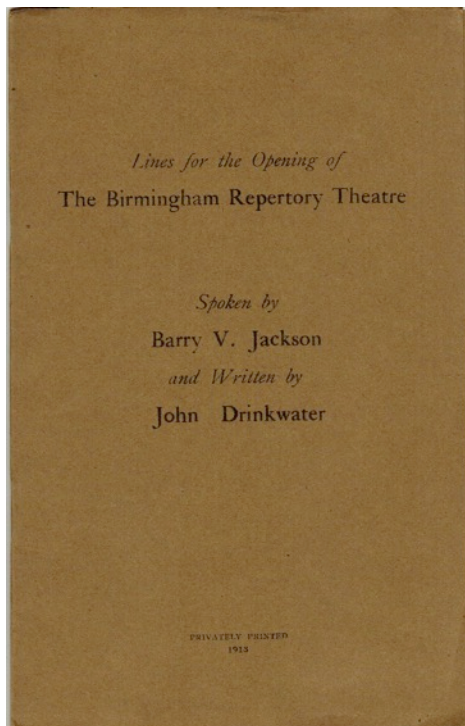 Lines for the Opening of
The Birmingham Repertory Theatre
Spoken by
Barry V. Jackson
and Written by
John Drinkwater
PRIVATELY PRINTED
1913